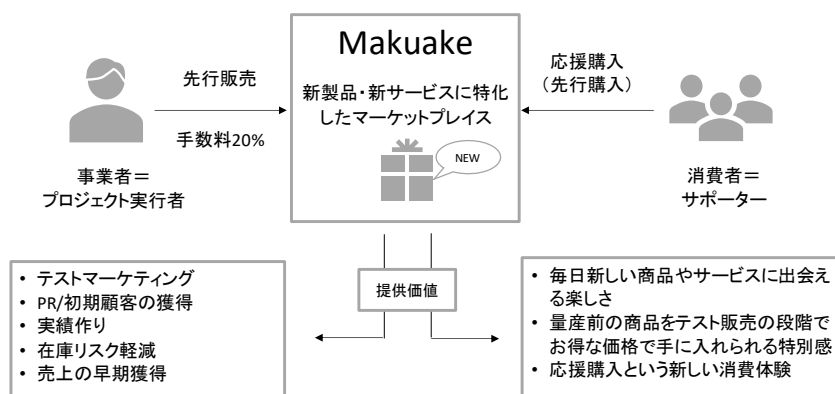 Makuake
新製品・新サービスに特化
したマーケットプレイス
NEW
先行販売
手数料20%
事業者＝
プロジェクト実行者
応援購入
（先行購入）
消費者＝
サポーター
提供価値
• テストマーケティング
• PR/初期顧客の獲得
• 実績作り
• 在庫リスク軽減
• 売上の早期獲得
• 毎日新しい商品やサービスに出会え
る楽しさ
• 量産前の商品をテスト販売の段階で
お得な価格で手に入れられる特別感
• 応援購入という新しい消費体験